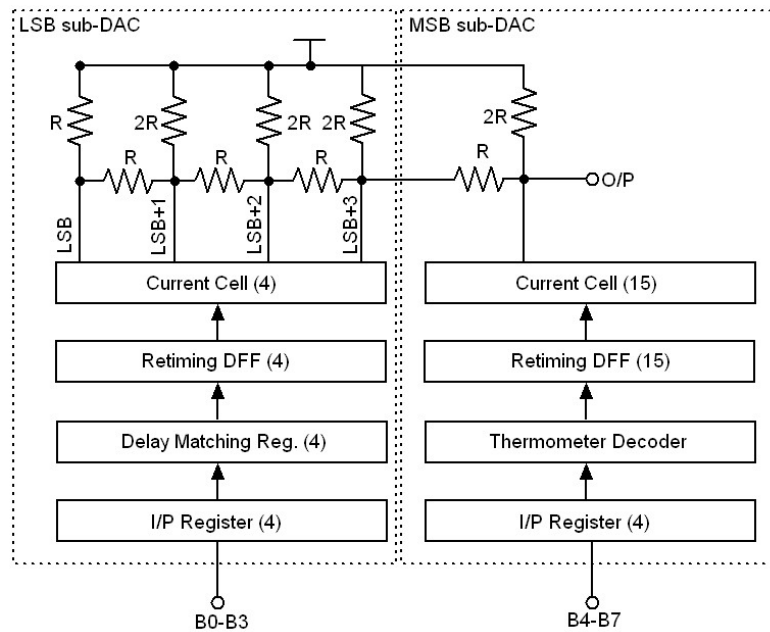 LSB sub-DAC
MSB sub-DAC
R
2R
2R
2R
2R
R
R
R
R
O/P
LSB
LSB+1
LSB+2
LSB+3
Current Cell (4)
Current Cell (15)
Retiming DFF (4)
Retiming DFF (15)
Delay Matching Reg. (4)
Thermometer Decoder
I/P Register (4)
I/P Register (4)
B0-B3
B4-B7